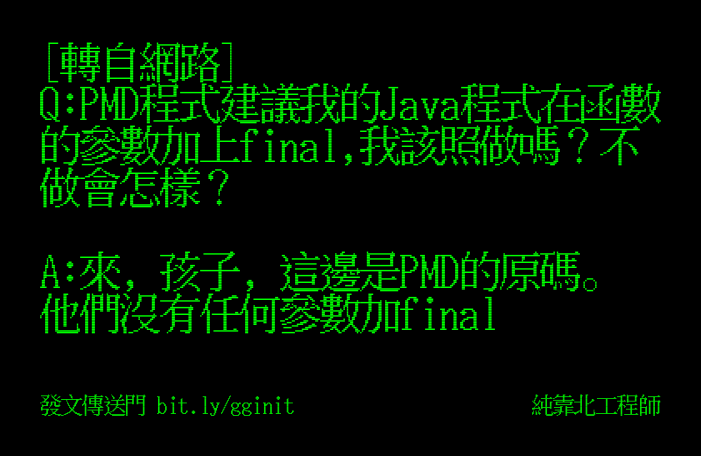 [轉自網路]
Q:PMD程式建議我的Java程式在函數
的參數加上final,我該照做嗎？不
做會怎樣？
A:來, 孩子, 這邊是PMD的原碼。
他們沒有任何參數加final
發文傳送門 bit.ly/gginit
純靠北工程師